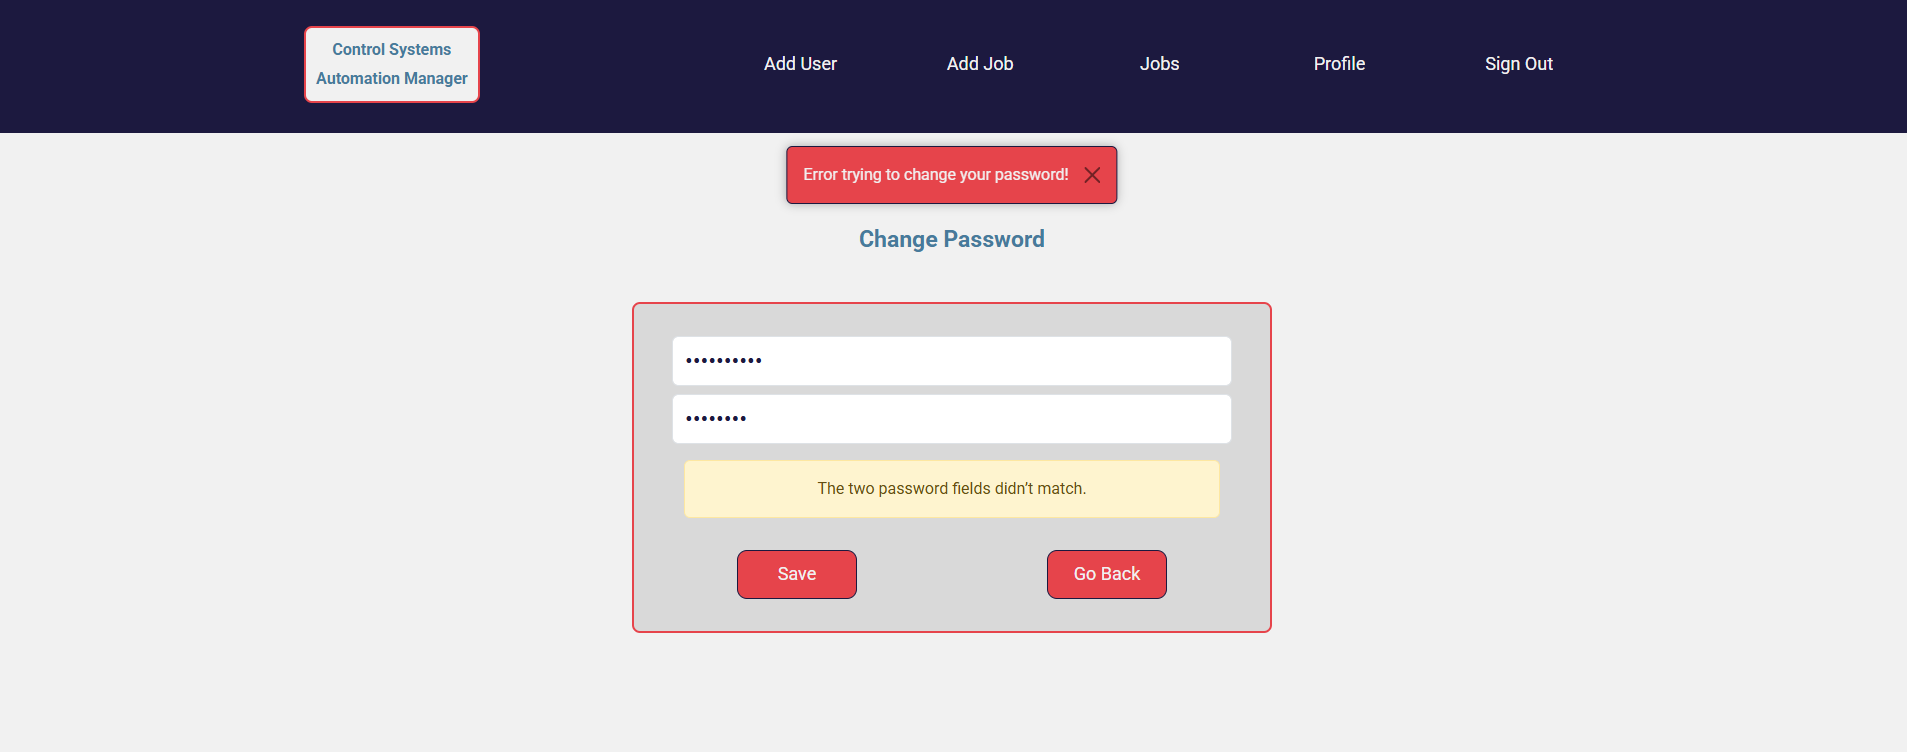 Control Systems
Automation Manager
Add User
Add Job
Jobs
Profile
Sign Out
Error trying to change your password!
Change Password
••••••••••
••••••••
The two password fields didn’t match.
Save
Go Back